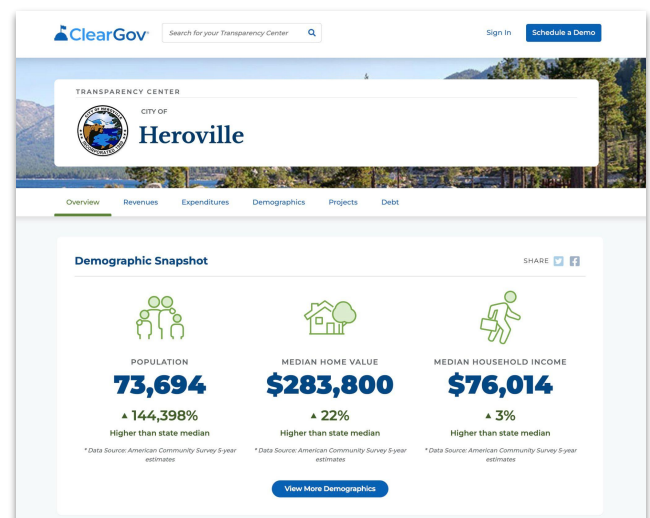 ClearGov
Search for your Transparency Center
Sign In
Schedule a Demo
TRANSPARENCY CENTER
CITY OF
Heroville
CITY OF HEROVILLE
INCORPORATED
Overview Revenues Expenditures Demographics Projects Debt
Demographic Snapshot
SHARE
POPULATION
73,694
▲ 144,398%
Higher than state median
* Data Source: American Community Survey 5-year
estimates
MEDIAN HOME VALUE
$283,800
▲ 22%
Higher than state median
* Data Source: American Community Survey 5-year
estimates
MEDIAN HOUSEHOLD INCOME
$76,014
▲ 3%
Higher than state median
* Data Source: American Community Survey 5-year
estimates
View More Demographics